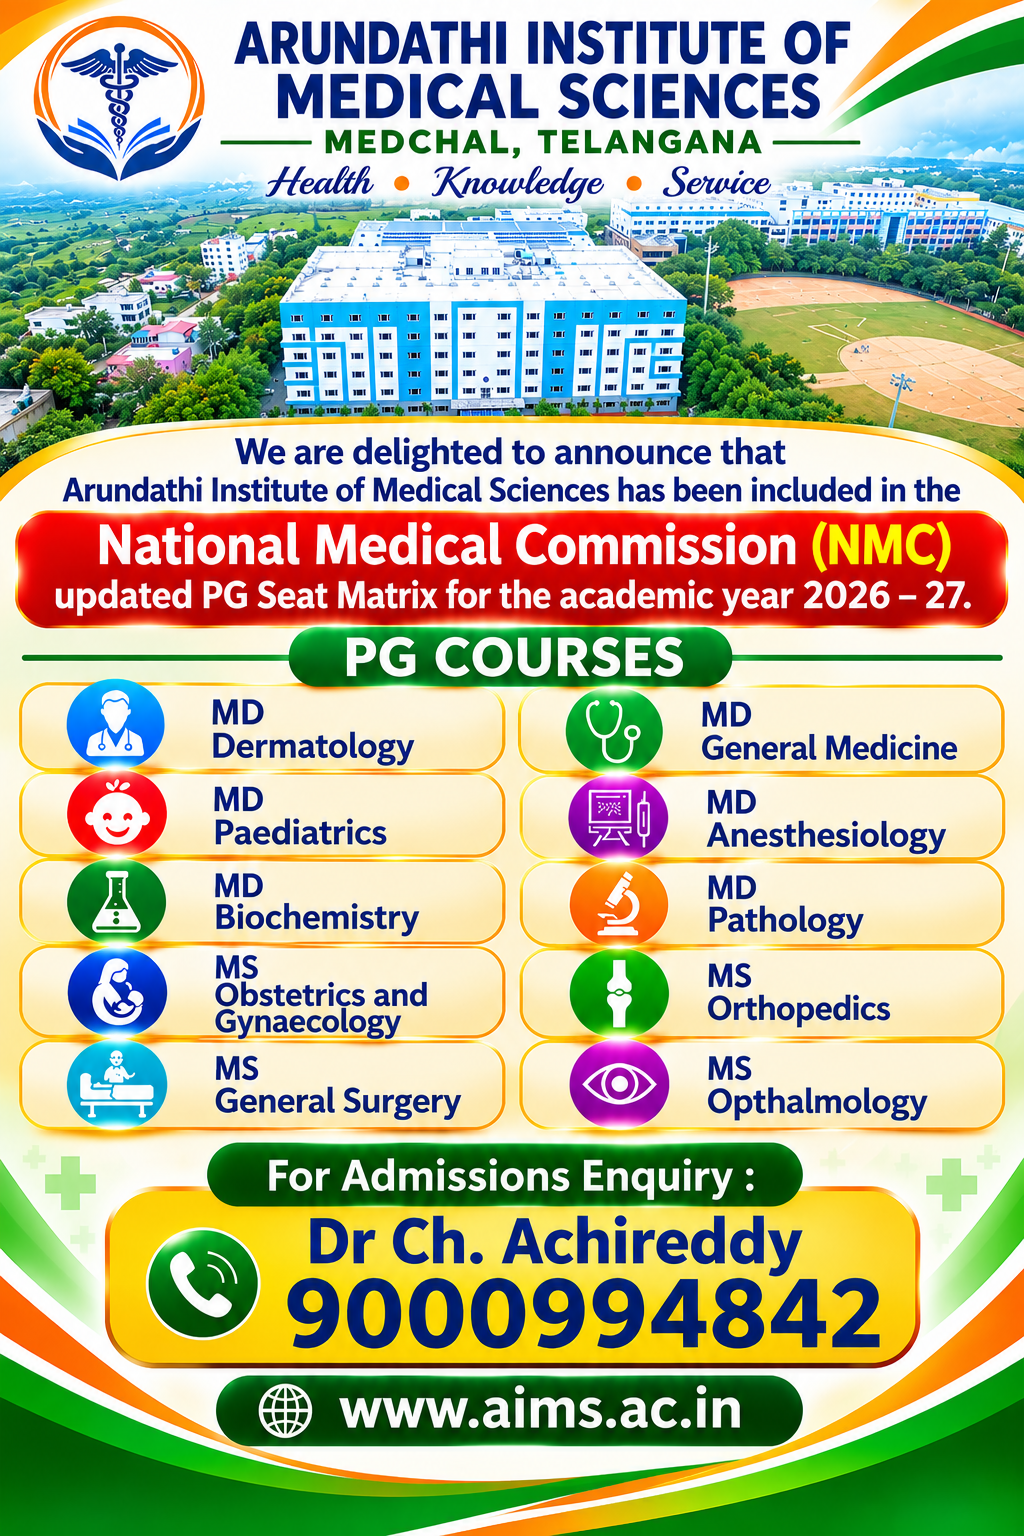 ARUNDATHI INSTITUTE OF
MEDICAL SCIENCES
MEDCHAL, TELANGANA
Health • Knowledge • Service
We are delighted to announce that
Arundathi Institute of Medical Sciences has been included in the
National Medical Commission (NMC)
updated PG Seat Matrix for the academic year 2026 – 27.
PG COURSES
MD
Dermatology
MD
General Medicine
MD
Paediatrics
MD
Anesthesiology
MD
Biochemistry
MD
Pathology
MS
Obstetrics and
Gynaecology
MS
Orthopedics
MS
General Surgery
MS
Opthalmology
For Admissions Enquiry :
Dr Ch. Achireddy
9000994842
www.aims.ac.in